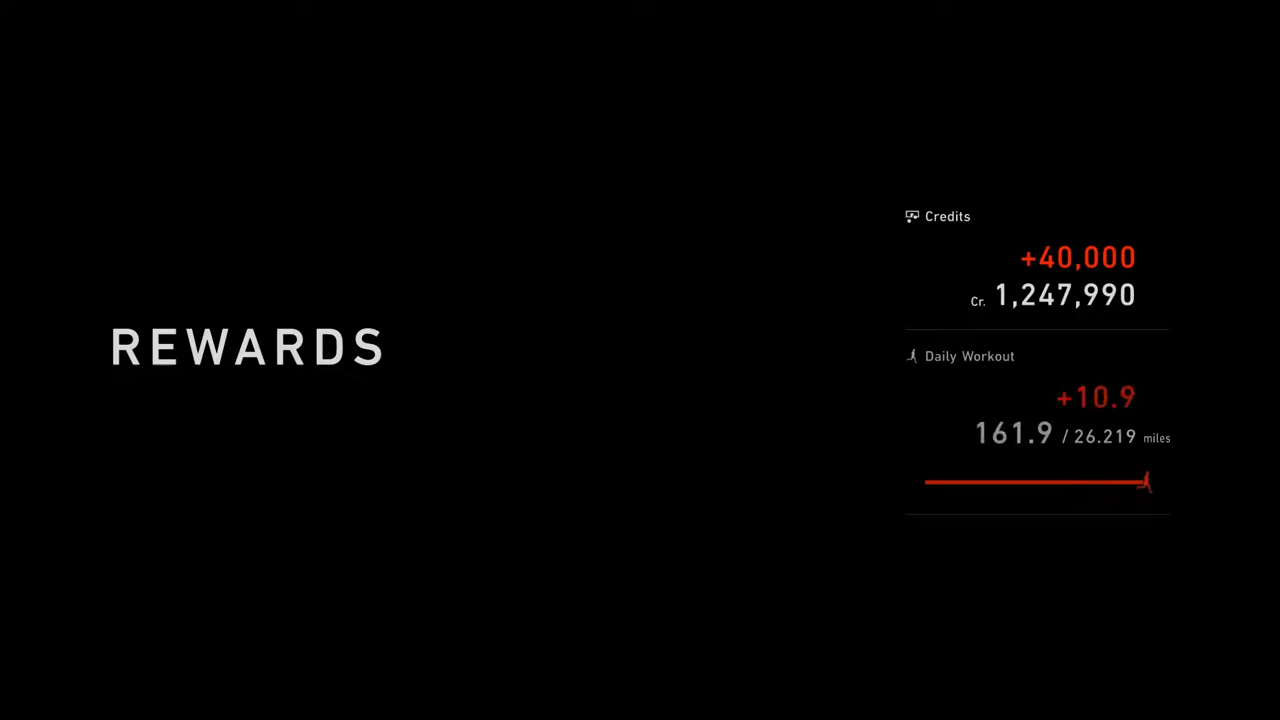 REWARDS
Credits
+40,000
Cr. 1,247,990
Daily Workout
+10.9
161.9 / 26.219 miles